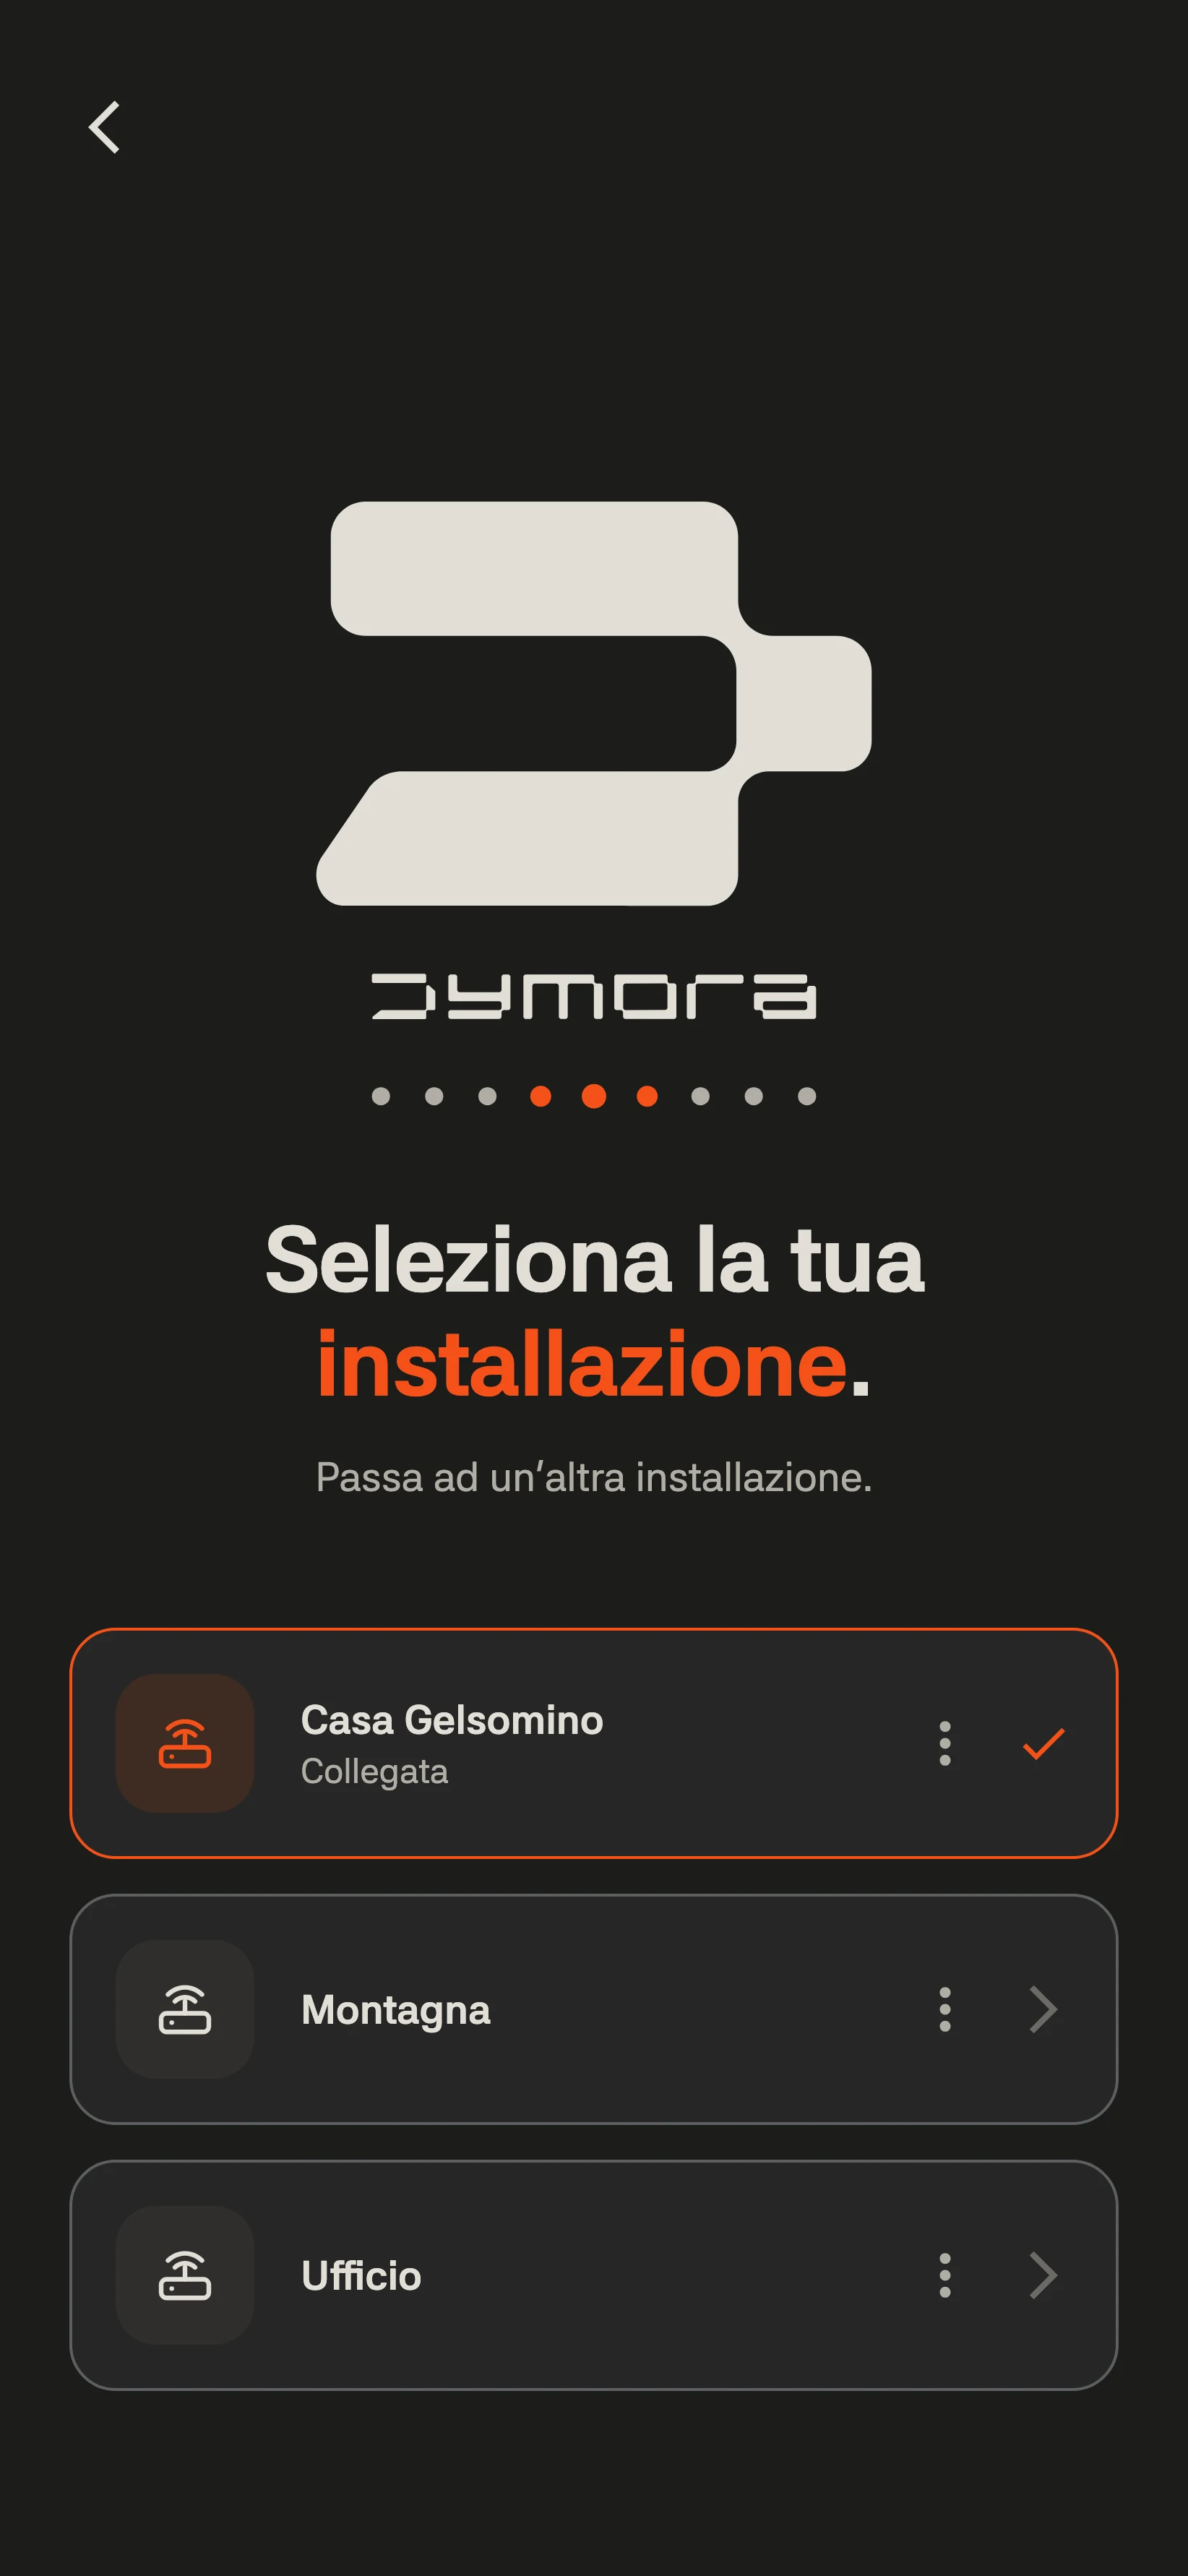 Dymora
Seleziona la tua
installazione.
Passa ad un’altra installazione.
Casa Gelsomino
Collegata
Montagna
Ufficio